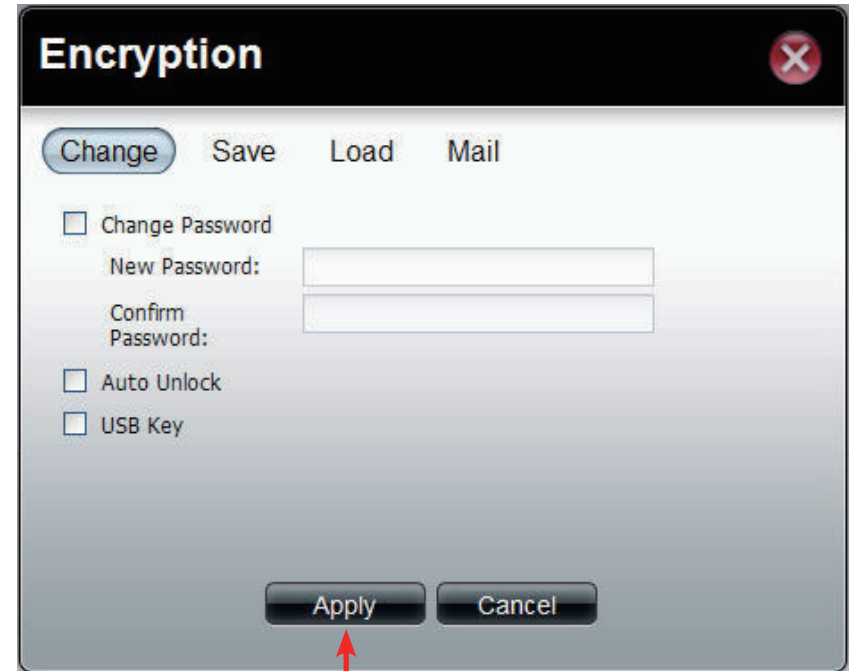 Encryption
Change Save Load Mail
Change Password
New Password:
Confirm
Password:
Auto Unlock
USB Key
Apply Cancel